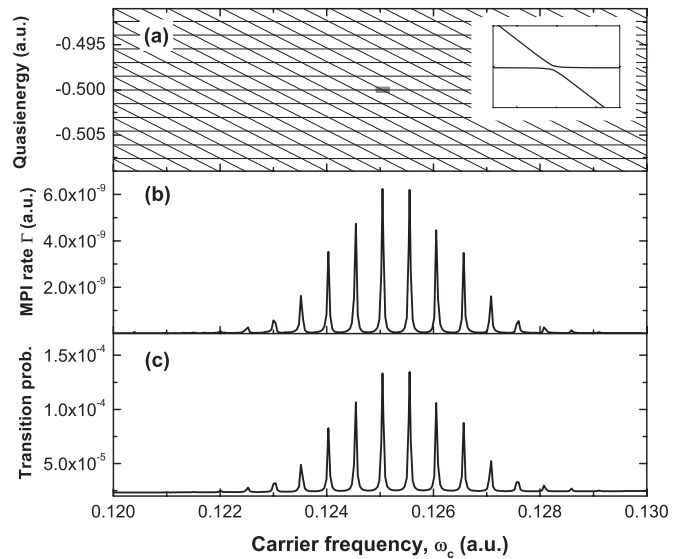 (a)
Quasienergy (a.u.)
-0.495
-0.500
-0.505
(b)
MPI rate Γ (a.u.)
6.0x10⁻⁹
4.0x10⁻⁹
2.0x10⁻⁹
(c)
Transition prob.
1.5x10⁻⁴
1.0x10⁻⁴
5.0x10⁻⁵
0.120 0.122 0.124 0.126 0.128 0.130
Carrier frequency, ω_c (a.u.)